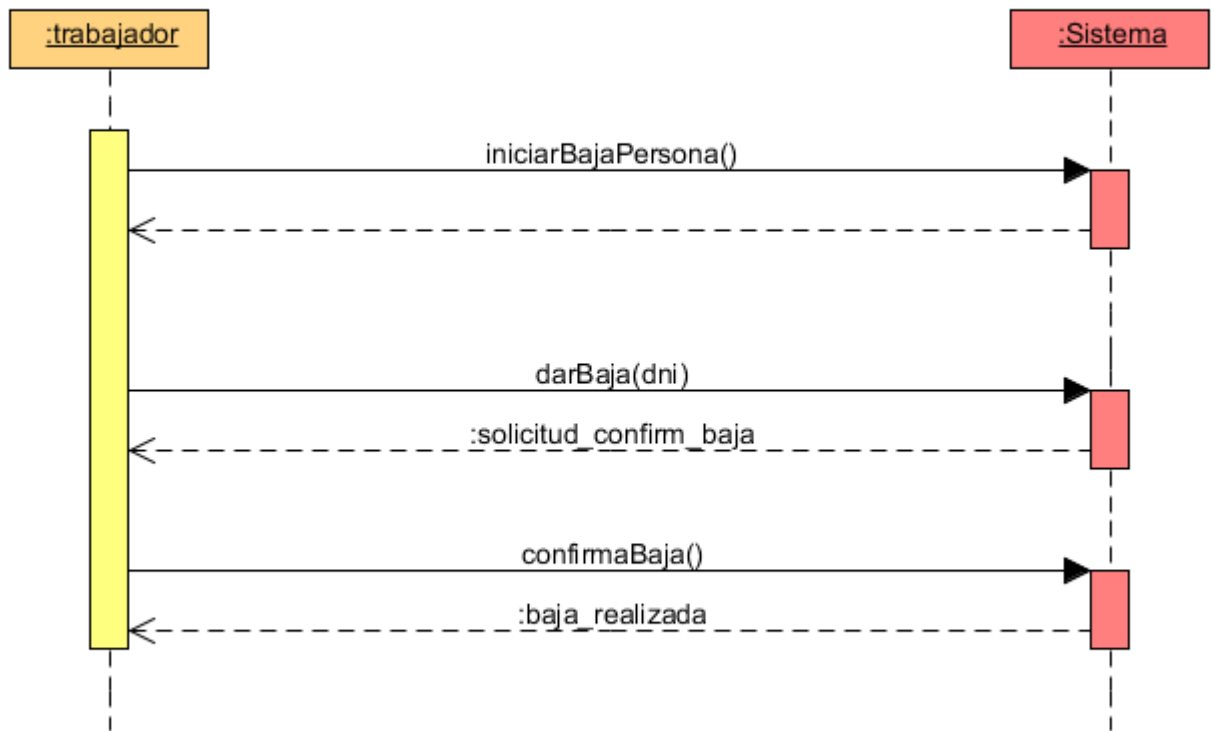 :trabajador
:Sistema
iniciarBajaPersona()
darBaja(dni)
:solicitud_confirm_baja
confirmaBaja()
:baja_realizada